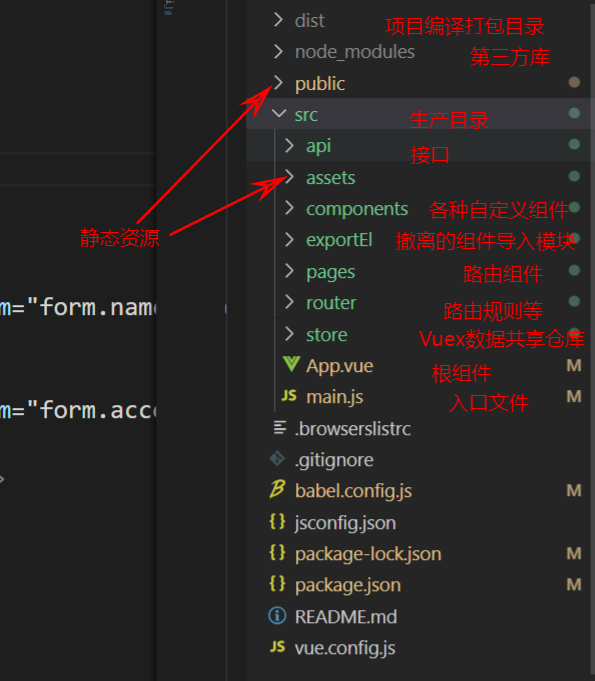 dist 项目编译打包目录
node_modules 第三方库
public
src 生产目录
api 接口
静态资源
assets
components 各种自定义组件
exportEl 撤离的组件导入模块
pages 路由组件
m="form.name
router 路由规则等
store Vuex数据共享仓库
App.vue 根组件 M
JS main.js 入口文件 M
m="form.acc
.browserslistrc
.gitignore
babel.config.js M
{} jsconfig.json
{} package-lock.json M
{} package.json M
README.md
JS vue.config.js